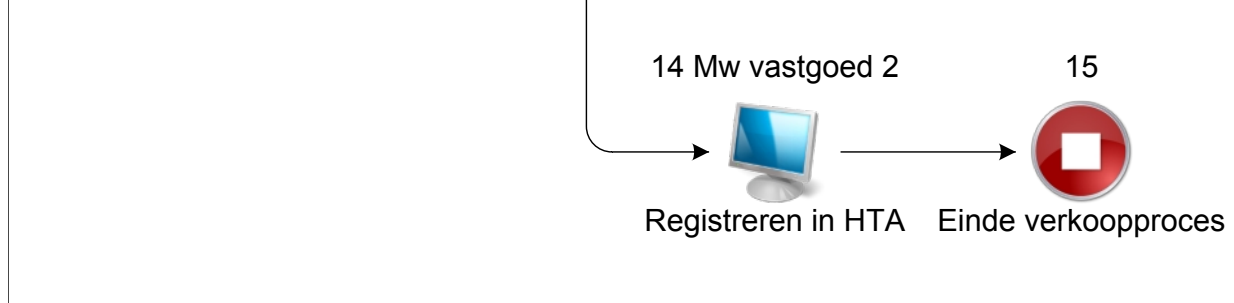 14 Mw vastgoed 2 15
Registreren in HTA Einde verkoopproces